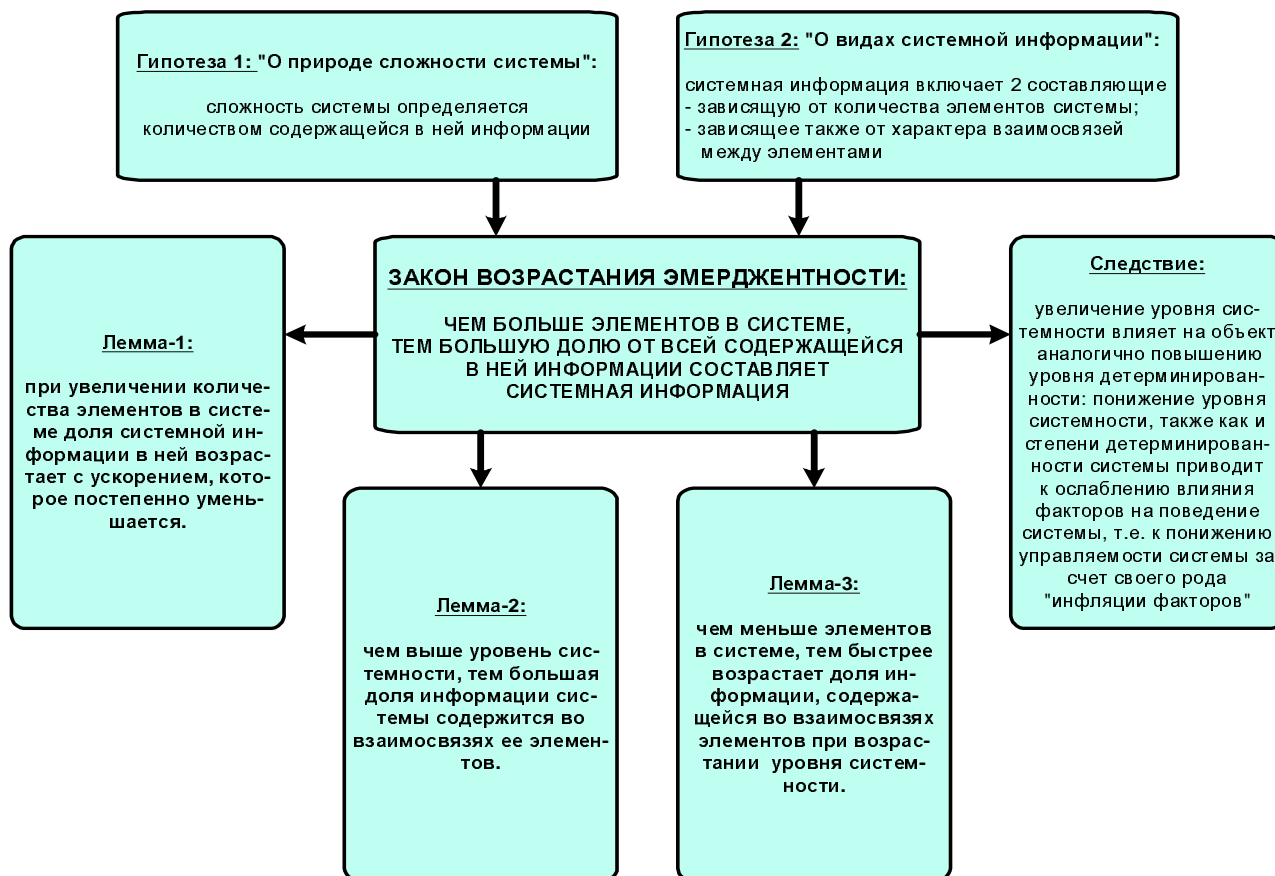 Гипотеза 1: "О природе сложности системы":
сложность системы определяется
количеством содержащейся в ней информации
Гипотеза 2: "О видах системной информации":
системная информация включает 2 составляющие
- зависящую от количества элементов системы;
- зависящее также от характера взаимосвязей
между элементами
ЗАКОН ВОЗРАСТАНИЯ ЭМЕРДЖЕНТНОСТИ:
ЧЕМ БОЛЬШЕ ЭЛЕМЕНТОВ В СИСТЕМЕ,
ТЕМ БОЛЬШУЮ ДОЛЮ ОТ ВСЕЙ СОДЕРЖАЩЕЙСЯ
В НЕЙ ИНФОРМАЦИИ СОСТАВЛЯЕТ
СИСТЕМНАЯ ИНФОРМАЦИЯ
Лемма-1:
при увеличении количе-
ства элементов в систе-
ме доля системной ин-
формации в ней возрас-
тает с ускорением, кото-
рое постепенно умень-
шается.
Лемма-2:
чем выше уровень сис-
темности, тем большая
доля информации сис-
темы содержится во
взаимосвязях ее элемен-
тов.
Лемма-3:
чем меньше элементов
в системе, тем быстрее
возрастает доля ин-
формации, содержа-
щейся во взаимосвязях
элементов при возрас-
тании уровня систем-
ности.
Следствие:
увеличение уровня сис-
темности влияет на объект
аналогично повышению
уровня детерминирован-
ности: понижение уровня
системности, также как и
степени детерминирован-
ности системы приводит
к ослаблению влияния
факторов на поведение
системы, т.е. к понижению
управляемости системы за
счет своего рода
"инфляции факторов"